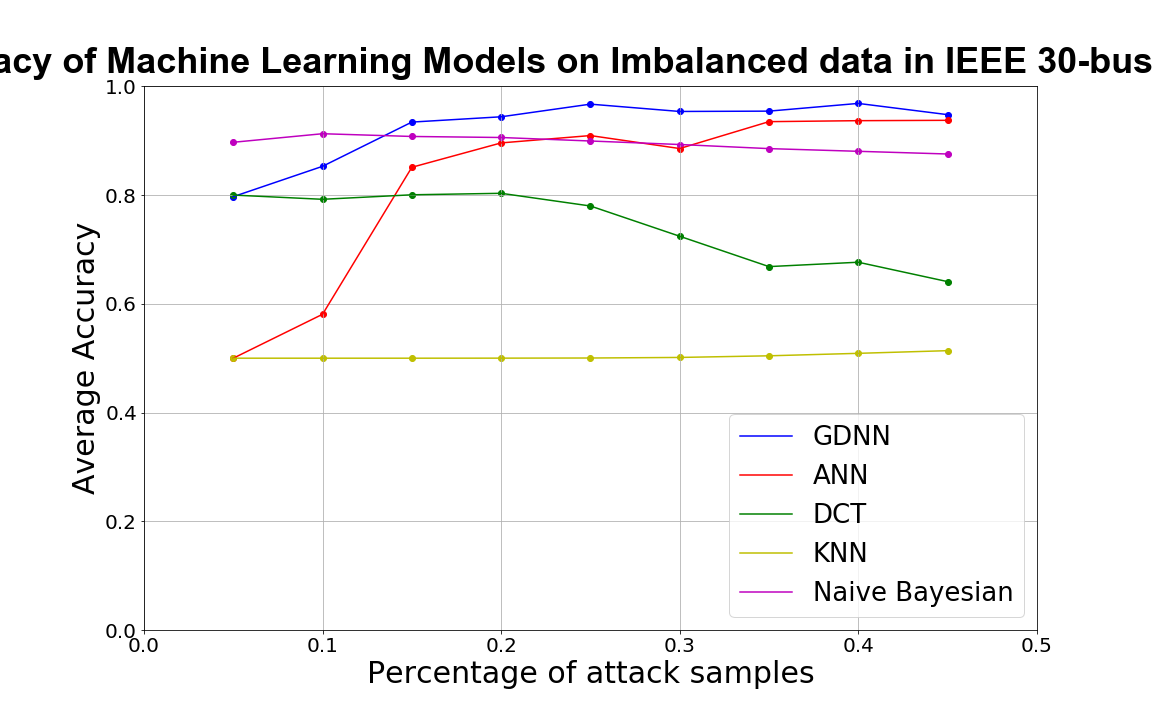 of Machine Learning Models on Imbalanced data in IEEE 30-bus
1.0
0.8
0.6
0.4
0.2
0.0
Average Accuracy
GDNN
ANN
DCT
KNN
Naive Bayesian
0.0 0.1 0.2 0.3 0.4 0.5
Percentage of attack samples